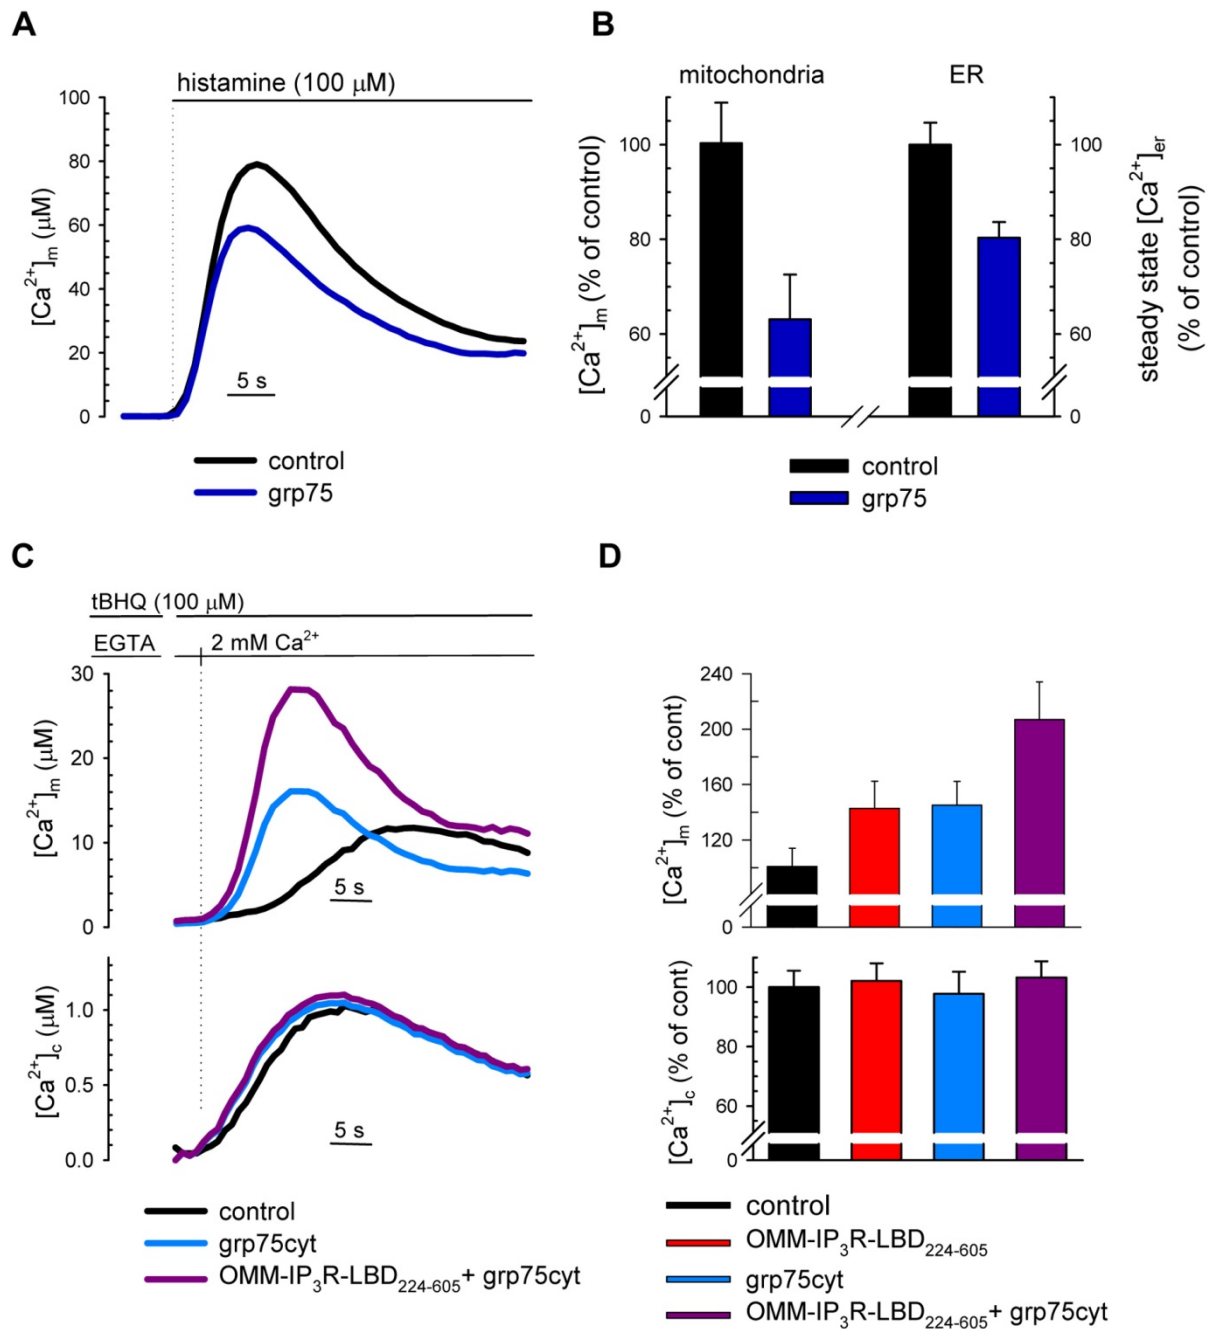 A
histamine (100 μM)
100
80
60
40
20
0
[Ca²⁺]ₘ (μM)
5 s
control
grp75
B
mitochondria
ER
[Ca²⁺]ₘ (% of control)
100
80
60
0
100
80
60
0
steady state [Ca²⁺]ₑᵣ
(% of control)
control
grp75
C
tBHQ (100 μM)
EGTA
2 mM Ca²⁺
30
20
10
0
[Ca²⁺]ₘ (μM)
5 s
1.0
0.5
0.0
[Ca²⁺]c (μM)
5 s
control
grp75cyt
OMM-IP₃R-LBD₂₂₄₋₆₀₅+ grp75cyt
D
240
200
160
120
0
[Ca²⁺]ₘ (% of cont)
100
80
60
0
[Ca²⁺]c (% of cont)
control
OMM-IP₃R-LBD₂₂₄₋₆₀₅
grp75cyt
OMM-IP₃R-LBD₂₂₄₋₆₀₅+ grp75cyt